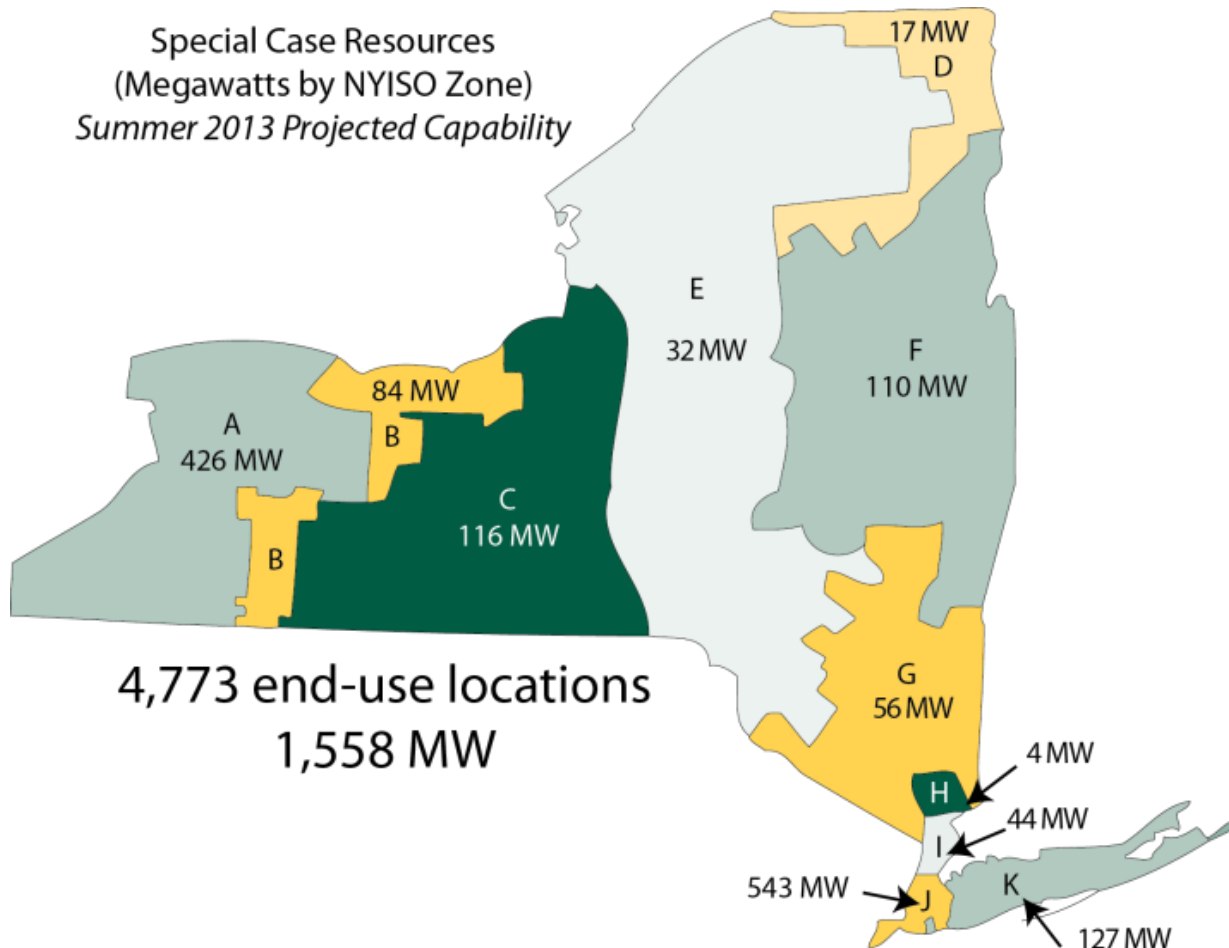 Special Case Resources
(Megawatts by NYISO Zone)
Summer 2013 Projected Capability
17 MW
D
E
32 MW
F
110 MW
84 MW
B
A
426 MW
C
116 MW
B
4,773 end-use locations
1,558 MW
G
56 MW
4 MW
H
44 MW
I
543 MW
J
K
127 MW